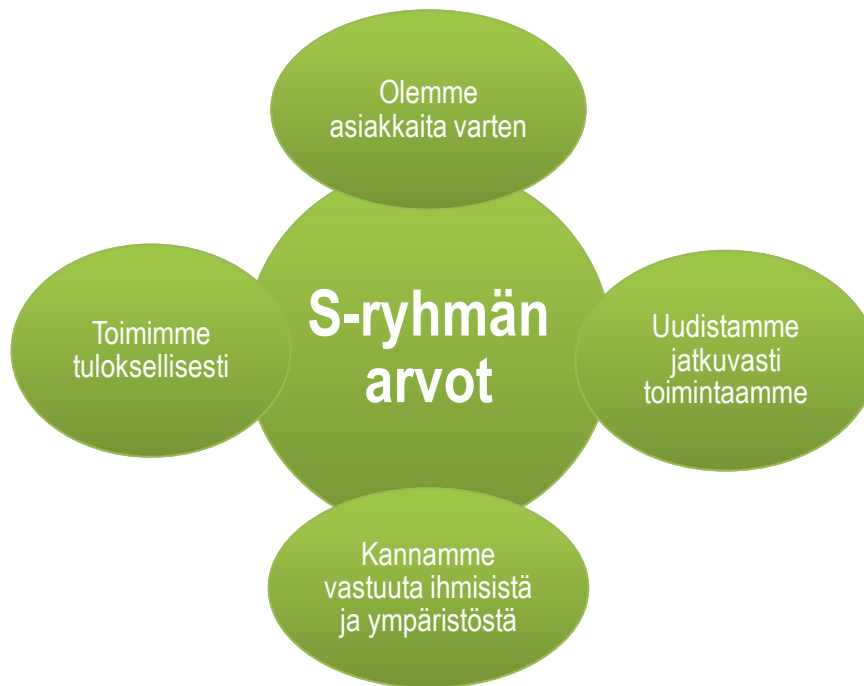 Olemme
asiakkaita varten
S-ryhmän
arvot
Toimimme
tuloksellisesti
Uudistamme
jatkuvasti
toimintaamme
Kannamme
vastuuta ihmisistä
ja ympäristöstä